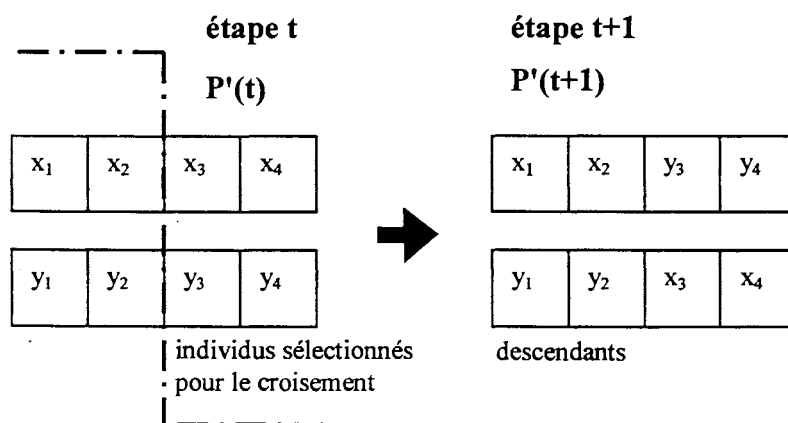 étape t
étape t+1
P'(t)
P'(t+1)
x1 x2 x3 x4
x1 x2 y3 y4
y1 y2 y3 y4
y1 y2 x3 x4
individus sélectionnés
pour le croisement
descendants